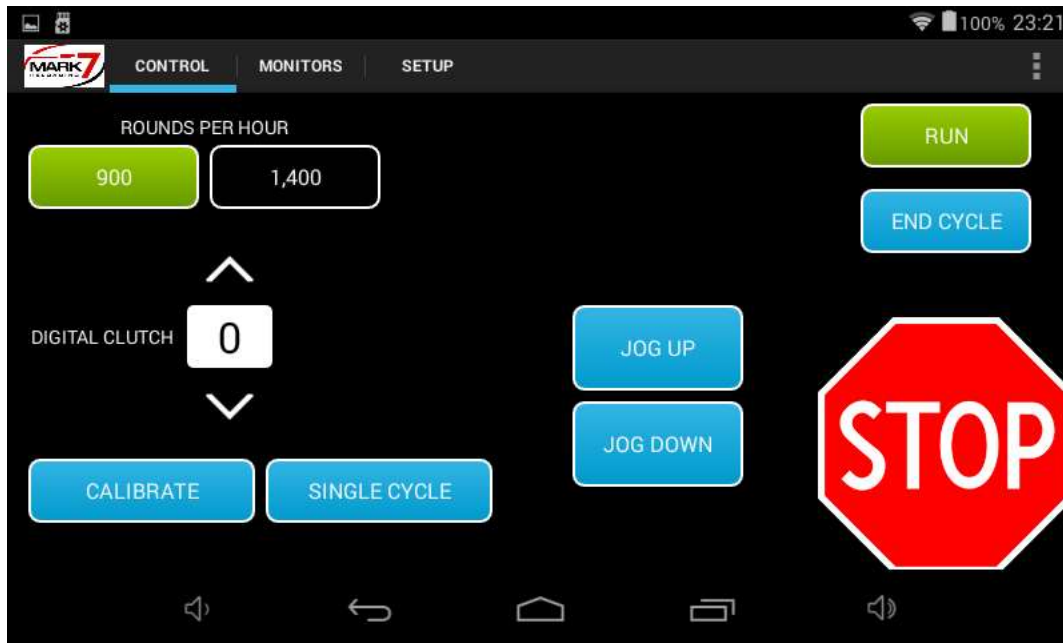 100% 23:21
MARK 7
RELOADING
CONTROL
MONITORS
SETUP
ROUNDS PER HOUR
900
1,400
RUN
END CYCLE
DIGITAL CLUTCH
0
JOG UP
JOG DOWN
STOP
CALIBRATE
SINGLE CYCLE